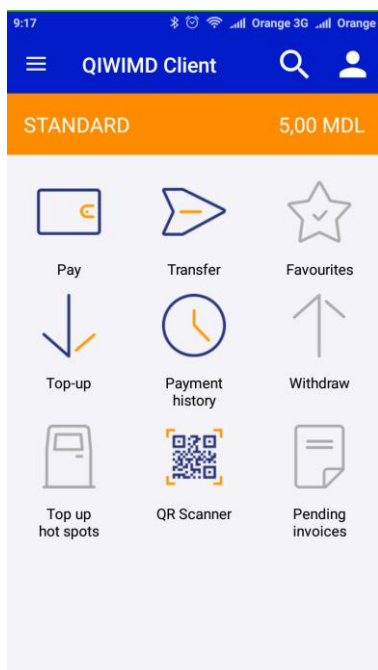 9:17 Orange 3G Orange
QIWIMD Client
STANDARD 5,00 MDL
Pay Transfer Favourites
Top-up Payment Withdraw
history
Top up QR Scanner Pending
hot spots invoices